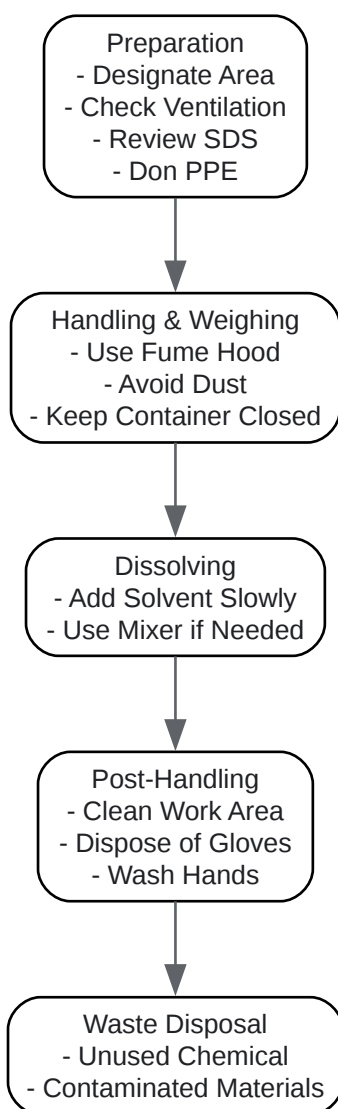 Preparation
- Designate Area
- Check Ventilation
- Review SDS
- Don PPE
Handling & Weighing
- Use Fume Hood
- Avoid Dust
- Keep Container Closed
Dissolving
- Add Solvent Slowly
- Use Mixer if Needed
Post-Handling
- Clean Work Area
- Dispose of Gloves
- Wash Hands
Waste Disposal
- Unused Chemical
- Contaminated Materials